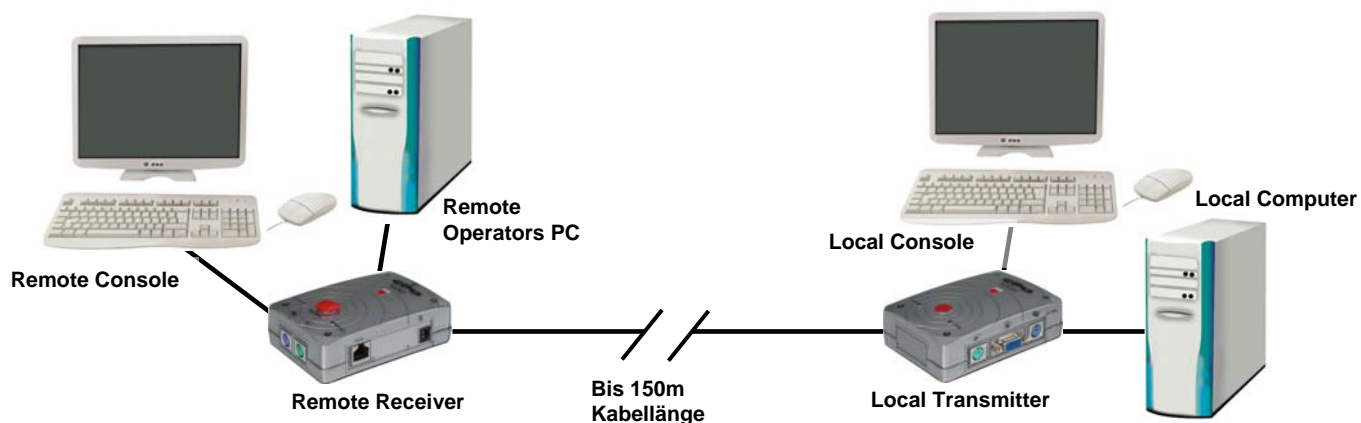 Local Computer
Remote
Operators PC
Local Console
Remote Console
Remote Receiver
Bis 150m
Kabellänge
Local Transmitter